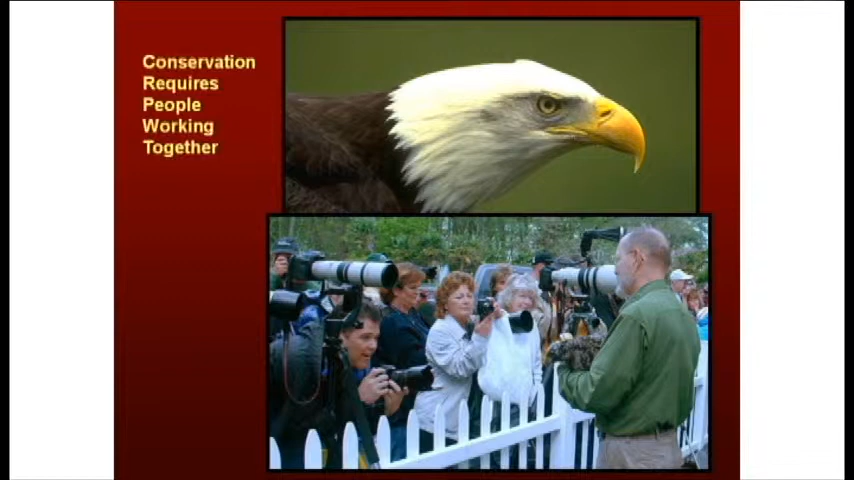 Conservation
Requires
People
Working
Together